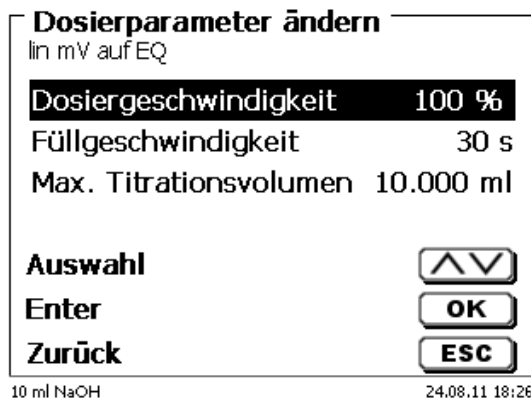 Dosierparameter ändern
lin mV auf EQ
Dosiergeschwindigkeit 100 %
Füllgeschwindigkeit 30 s
Max. Titrationsvolumen 10.000 ml
Auswahl
Enter OK
Zurück ESC
10 ml NaOH 24.08.11 18:26